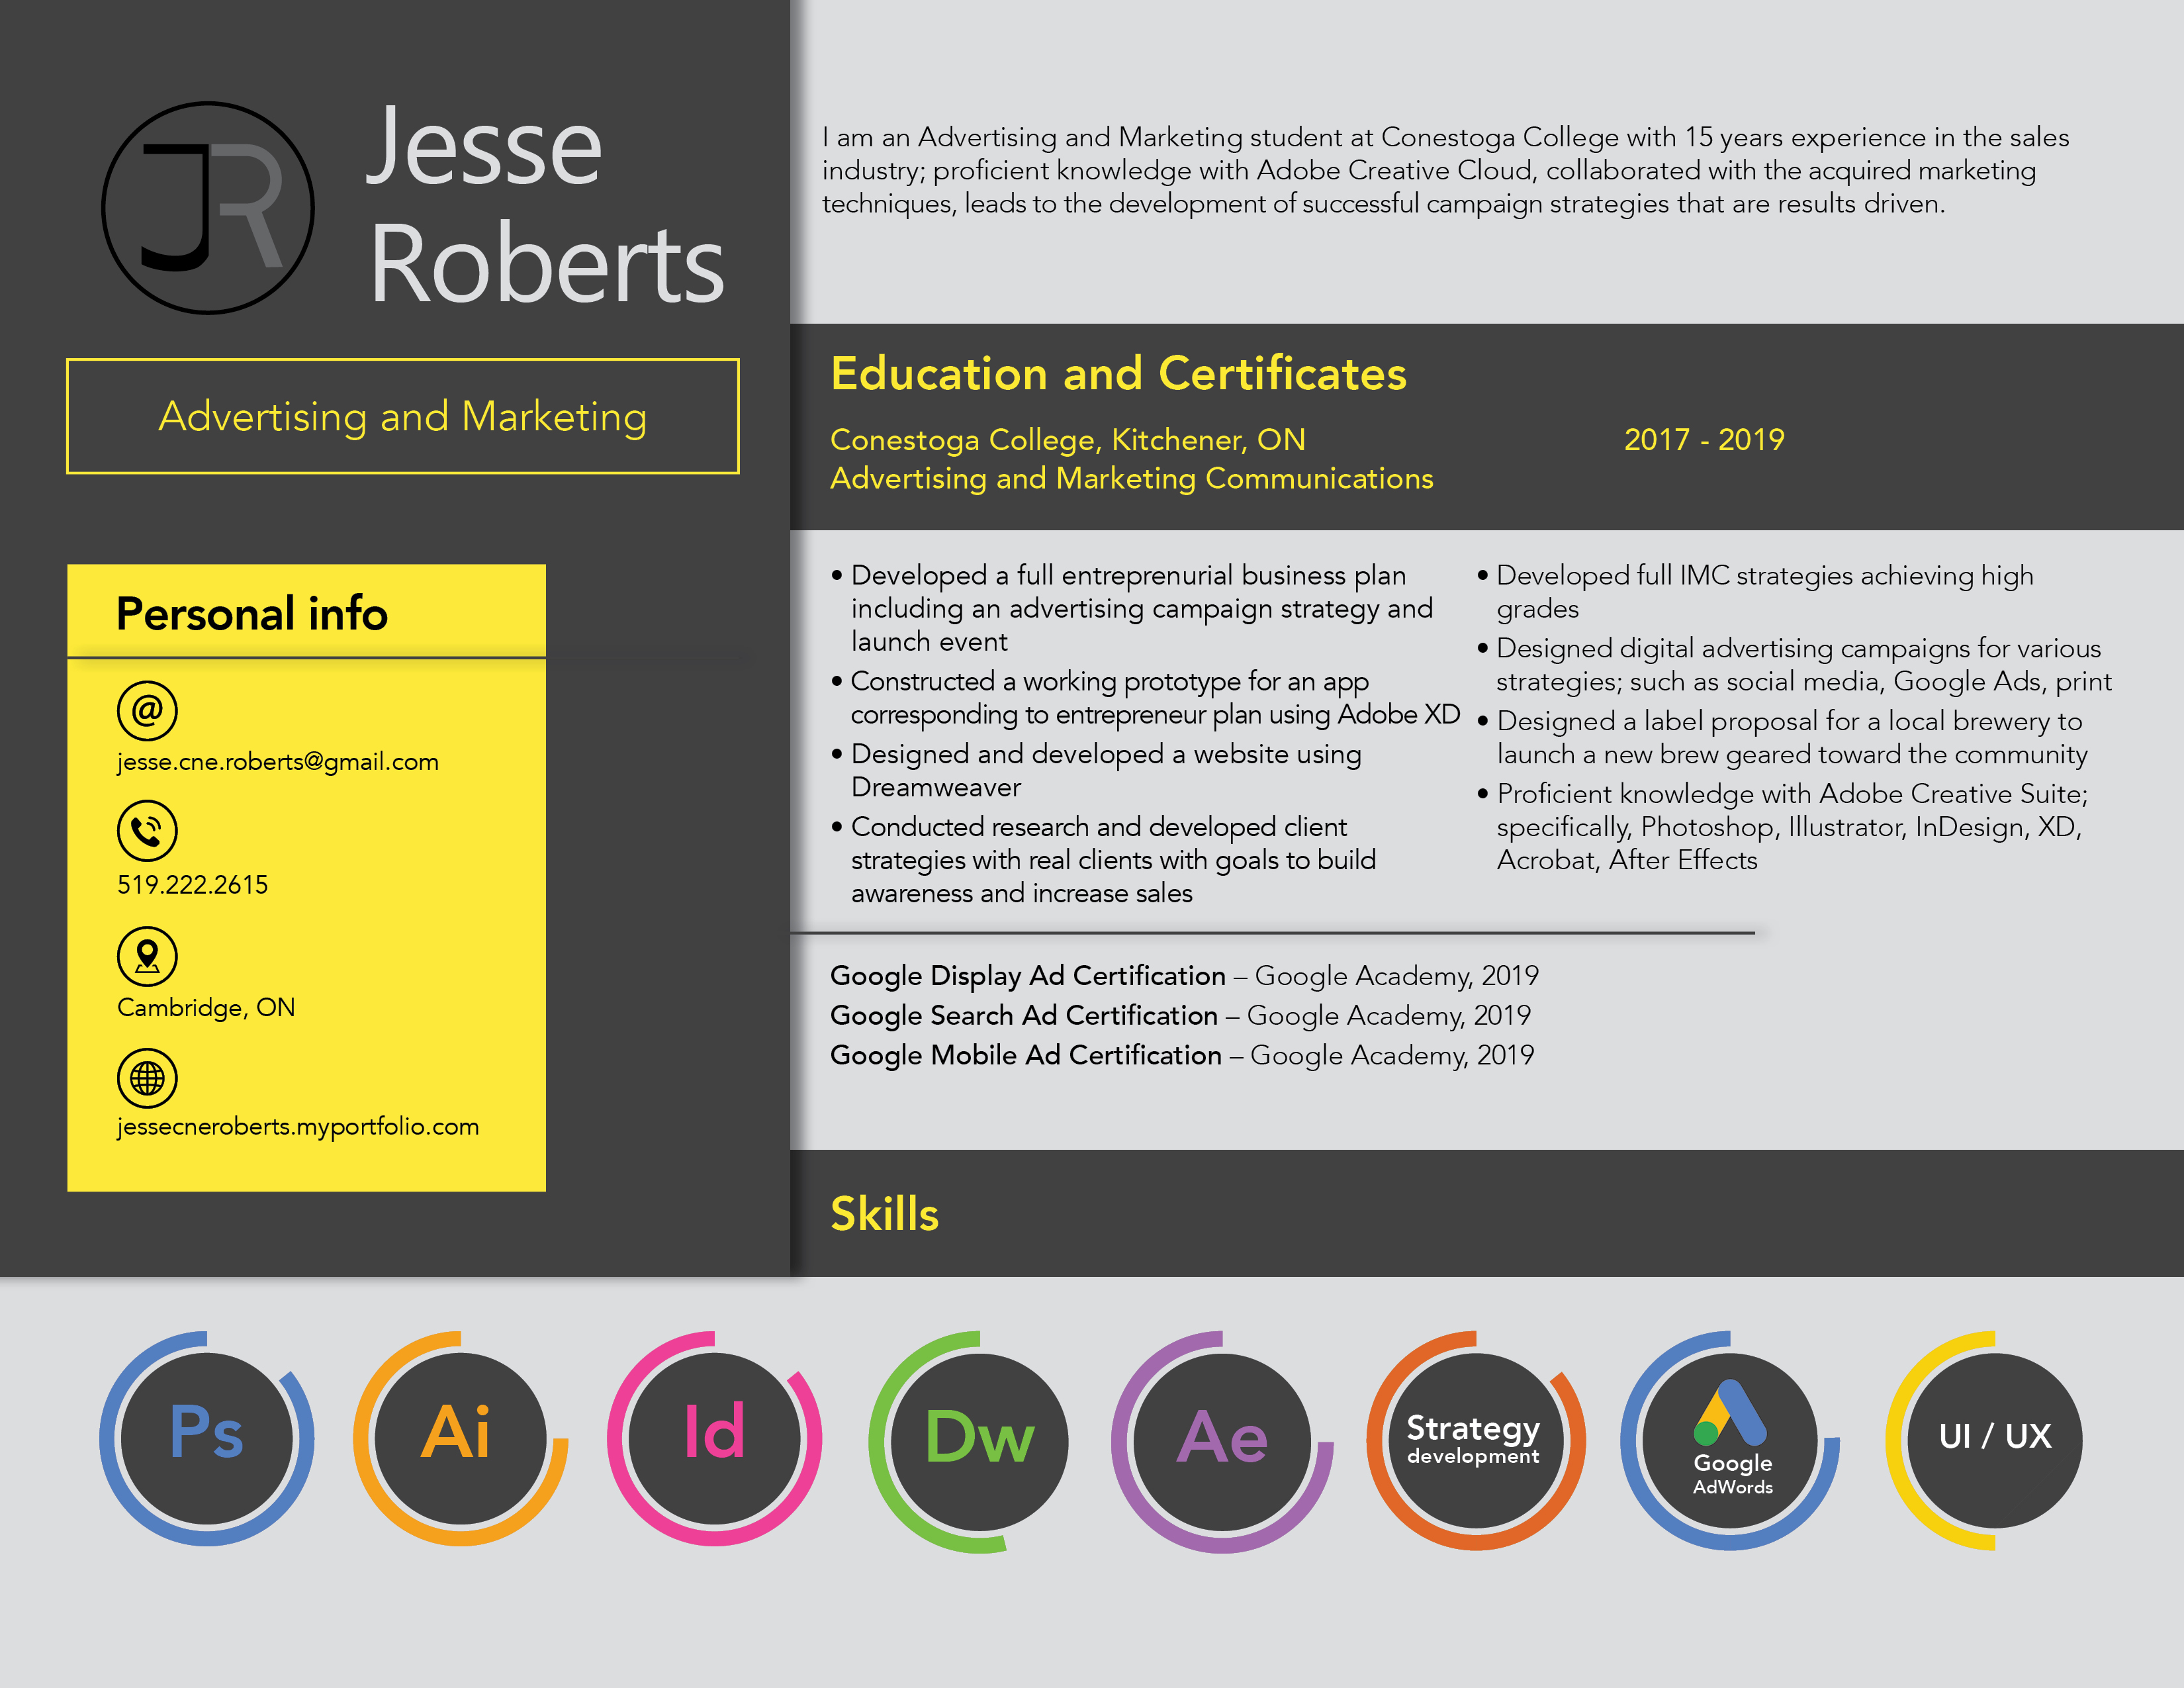 JR
Jesse
Roberts
Advertising and Marketing
Personal info
@
jesse.cne.roberts@gmail.com
519.222.2615
Cambridge, ON
jessecneroberts.myportfolio.com
I am an Advertising and Marketing student at Conestoga College with 15 years experience in the sales
industry; proficient knowledge with Adobe Creative Cloud, collaborated with the acquired marketing
techniques, leads to the development of successful campaign strategies that are results driven.
Education and Certificates
Conestoga College, Kitchener, ON 2017 - 2019
Advertising and Marketing Communications
• Developed a full entreprenurial business plan
including an advertising campaign strategy and
launch event
• Constructed a working prototype for an app
corresponding to entrepreneur plan using Adobe XD
• Designed and developed a website using
Dreamweaver
• Conducted research and developed client
strategies with real clients with goals to build
awareness and increase sales
• Developed full IMC strategies achieving high
grades
• Designed digital advertising campaigns for various
strategies; such as social media, Google Ads, print
• Designed a label proposal for a local brewery to
launch a new brew geared toward the community
• Proficient knowledge with Adobe Creative Suite;
specifically, Photoshop, Illustrator, InDesign, XD,
Acrobat, After Effects
Google Display Ad Certification – Google Academy, 2019
Google Search Ad Certification – Google Academy, 2019
Google Mobile Ad Certification – Google Academy, 2019
Skills
Ps
Ai
Id
Dw
Ae
Strategy
development
Google
AdWords
UI / UX